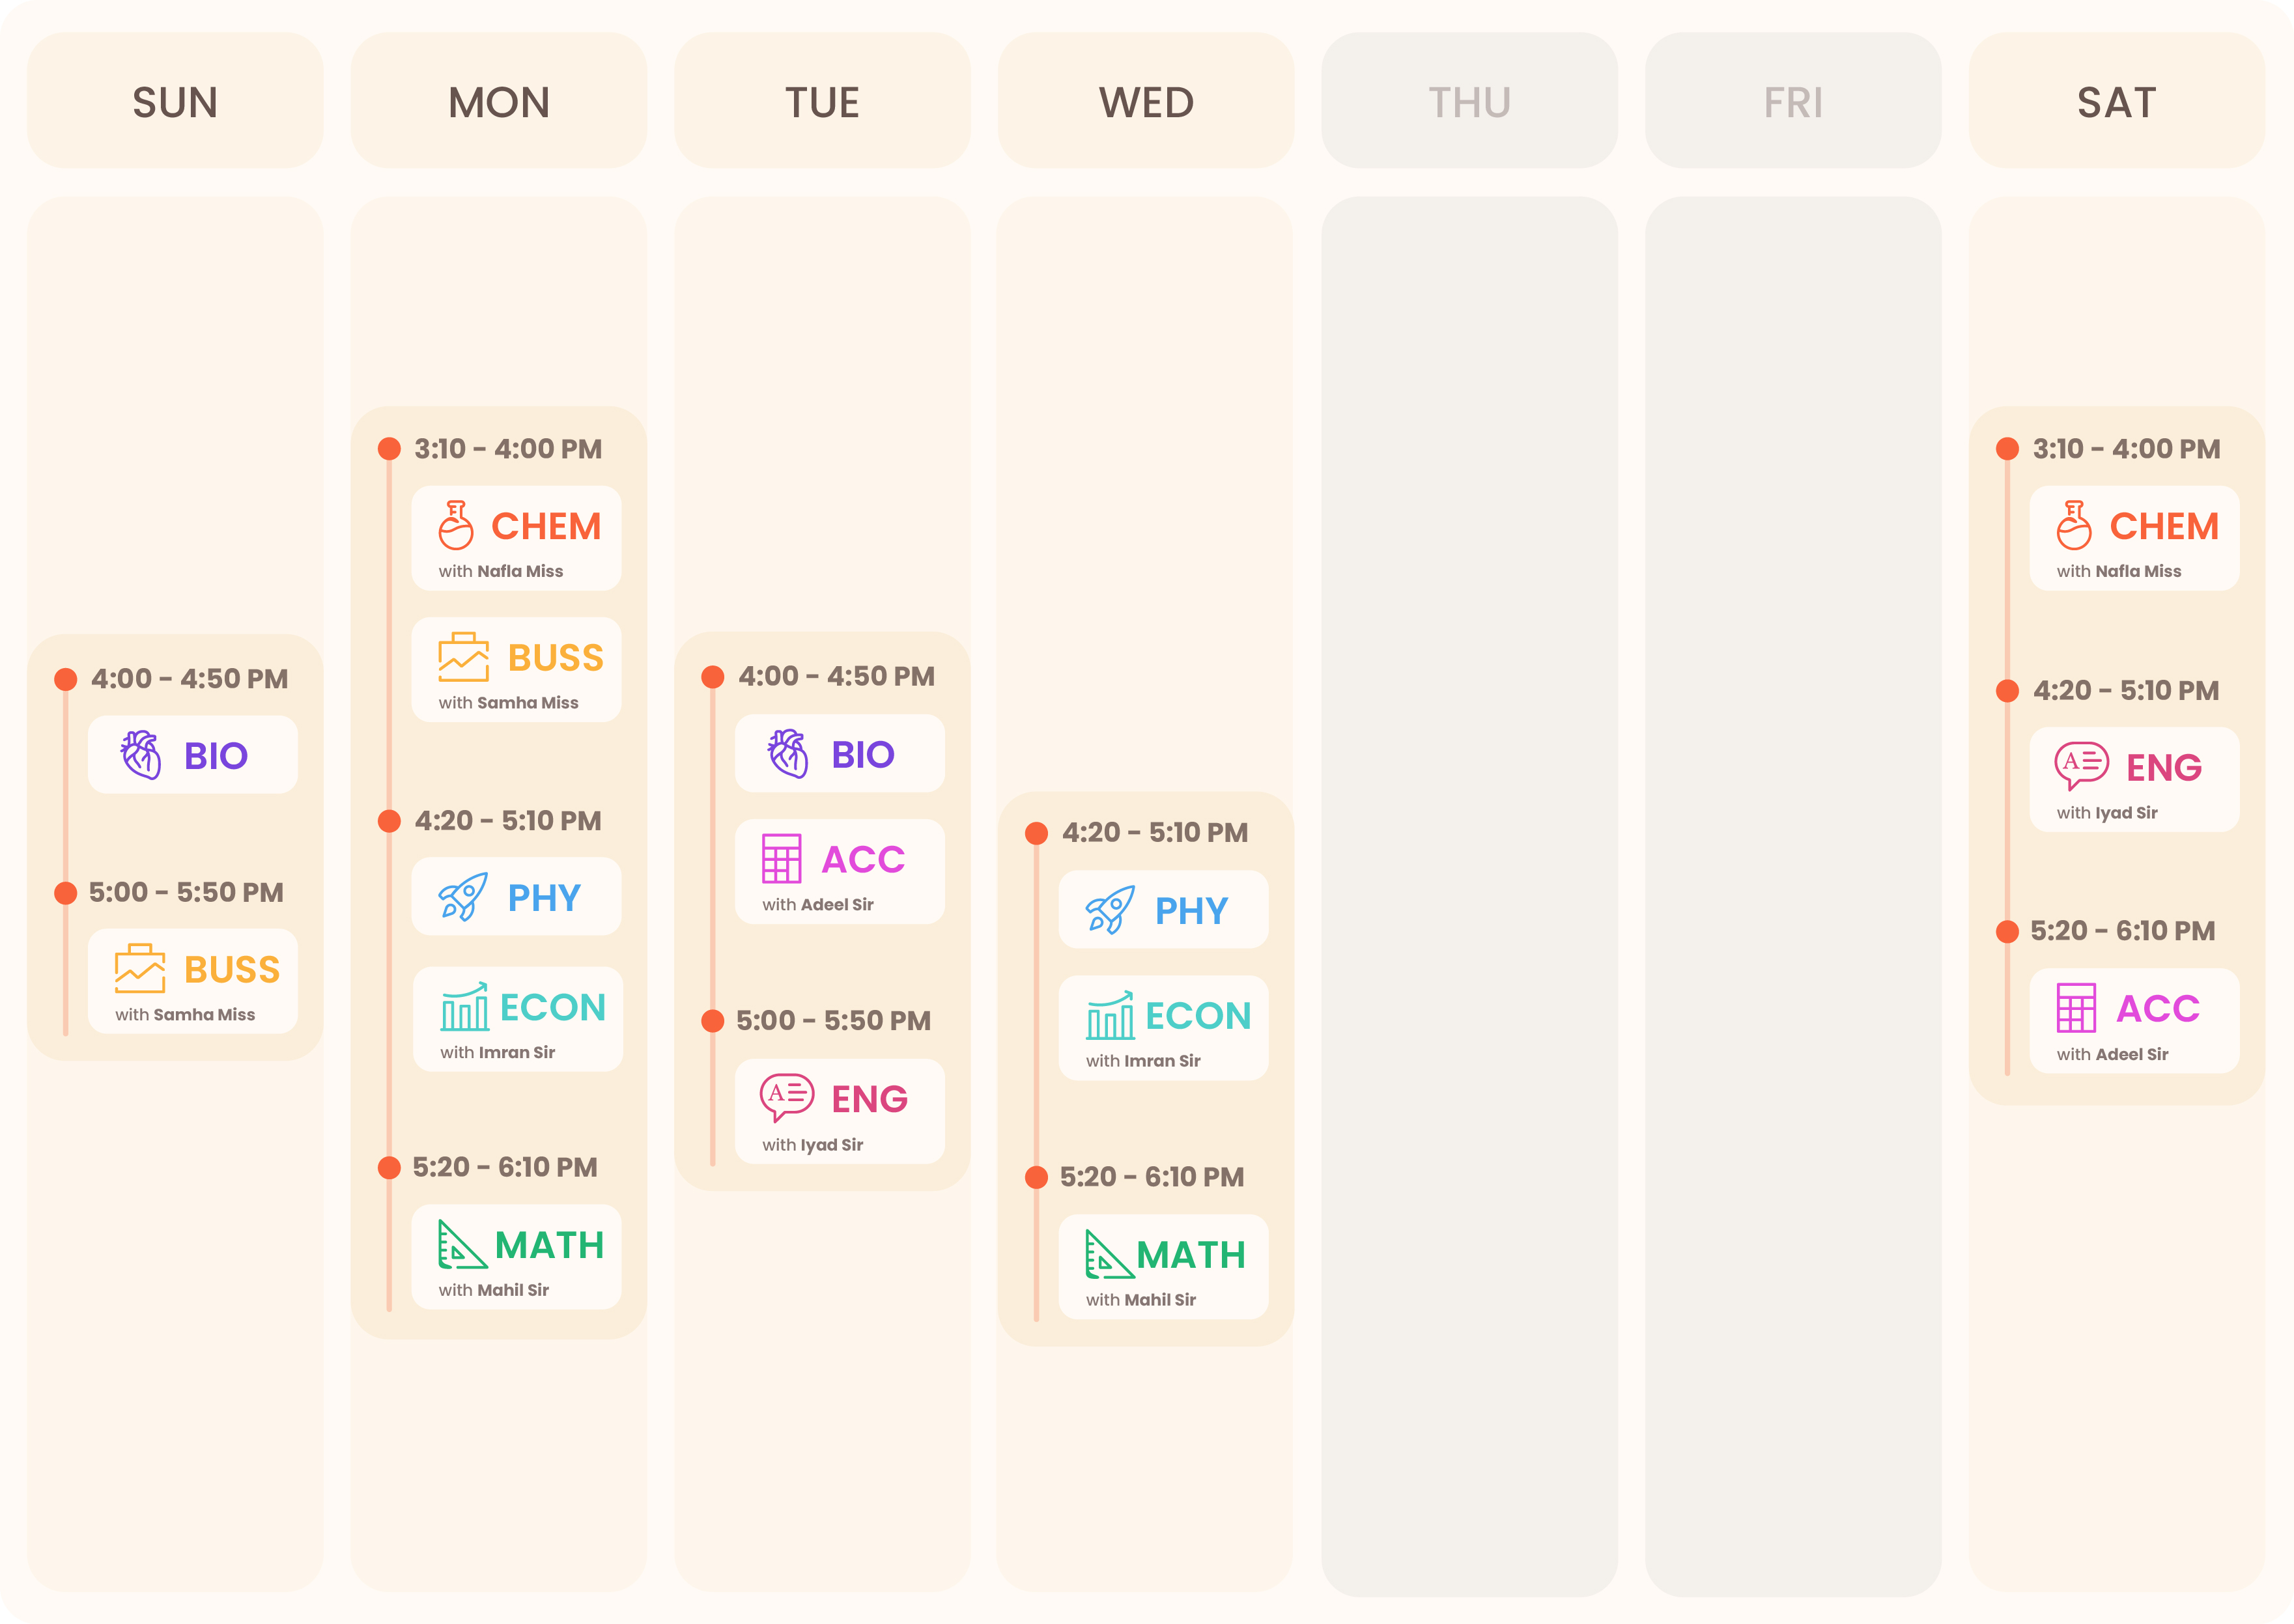 SUN
MON
TUE
WED
THU
FRI
SAT
4:00 - 4:50 PM
BIO
5:00 - 5:50 PM
BUSS
with Samha Miss
3:10 - 4:00 PM
CHEM
with Nafla Miss
BUSS
with Samha Miss
4:20 - 5:10 PM
PHY
ECON
with Imran Sir
5:20 - 6:10 PM
MATH
with Mahil Sir
4:00 - 4:50 PM
BIO
ACC
with Adeel Sir
5:00 - 5:50 PM
A
ENG
with Iyad Sir
4:20 - 5:10 PM
PHY
ECON
with Imran Sir
5:20 - 6:10 PM
MATH
with Mahil Sir
3:10 - 4:00 PM
CHEM
with Nafla Miss
4:20 - 5:10 PM
A
ENG
with Iyad Sir
5:20 - 6:10 PM
ACC
with Adeel Sir